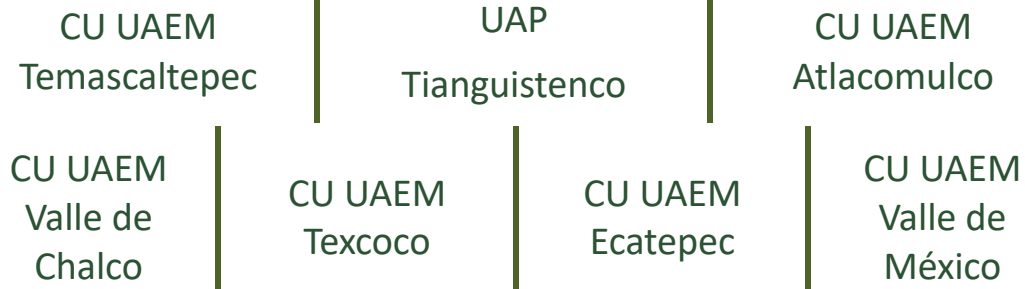 CU UAEM
Temascaltepec
UAP
Tianguistenco
CU UAEM
Atlacomulco
CU UAEM
Valle de
Chalco
CU UAEM
Texcoco
CU UAEM
Ecatepec
CU UAEM
Valle de
México